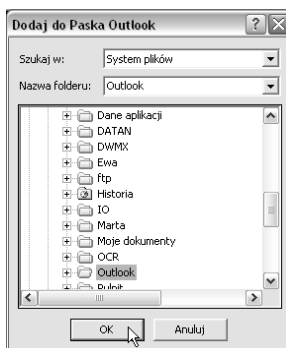 Dodaj do Paska Outlook
Szukaj w: System plików
Nazwa folderu: Outlook
Dane aplikacji
DATAN
DWMX
Ewa
ftp
Historia
IO
Marta
Moje dokumenty
OCR
Outlook
Pulpit
OK Anuluj